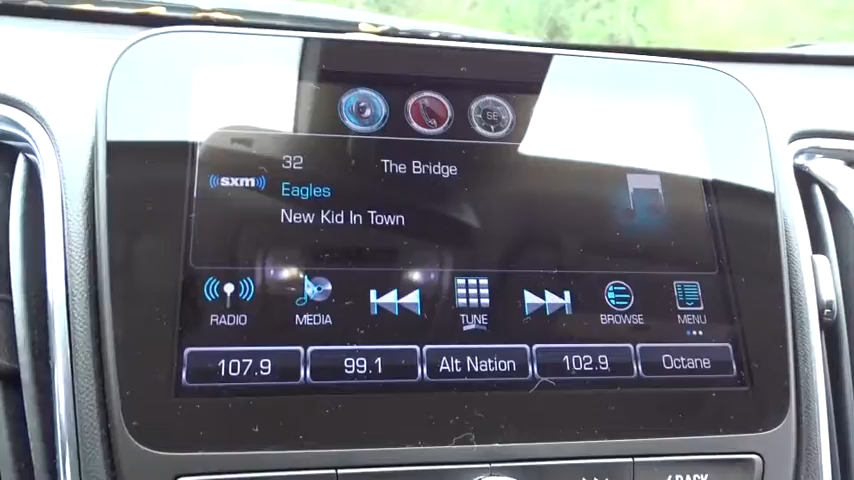 SE
32 The Bridge
sxm Eagles
New Kid In Town
RADIO MEDIA TUNE BROWSE MENU
107.9 99.1 Alt Nation 102.9 Octane
BACK